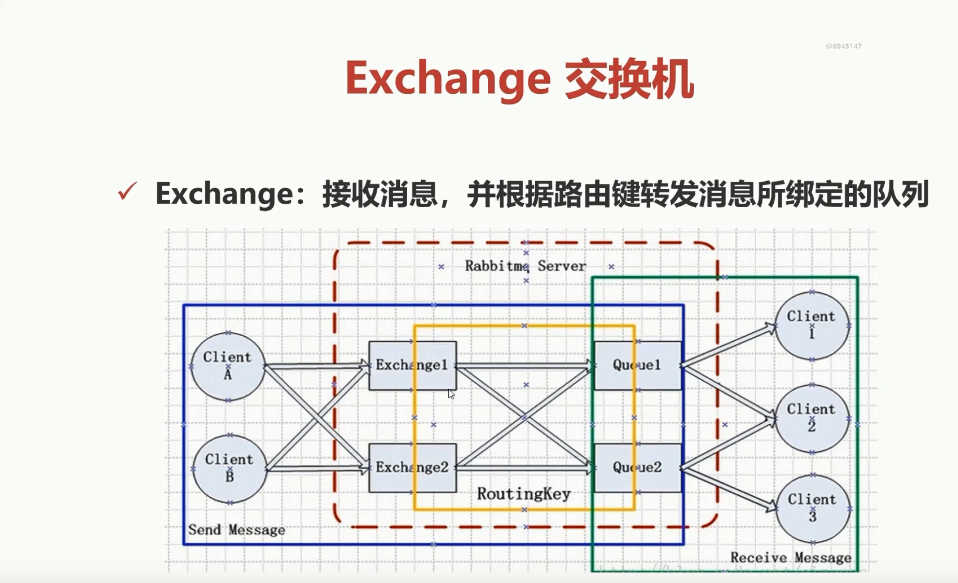 Exchange 交换机
Exchange：接收消息，并根据路由键转发消息所绑定的队列
Rabbitmq Server
Client
A
Client
B
Exchange1
Exchange2
RoutingKey
Queue1
Queue2
Client
1
Client
2
Client
3
Send Message
Receive Message